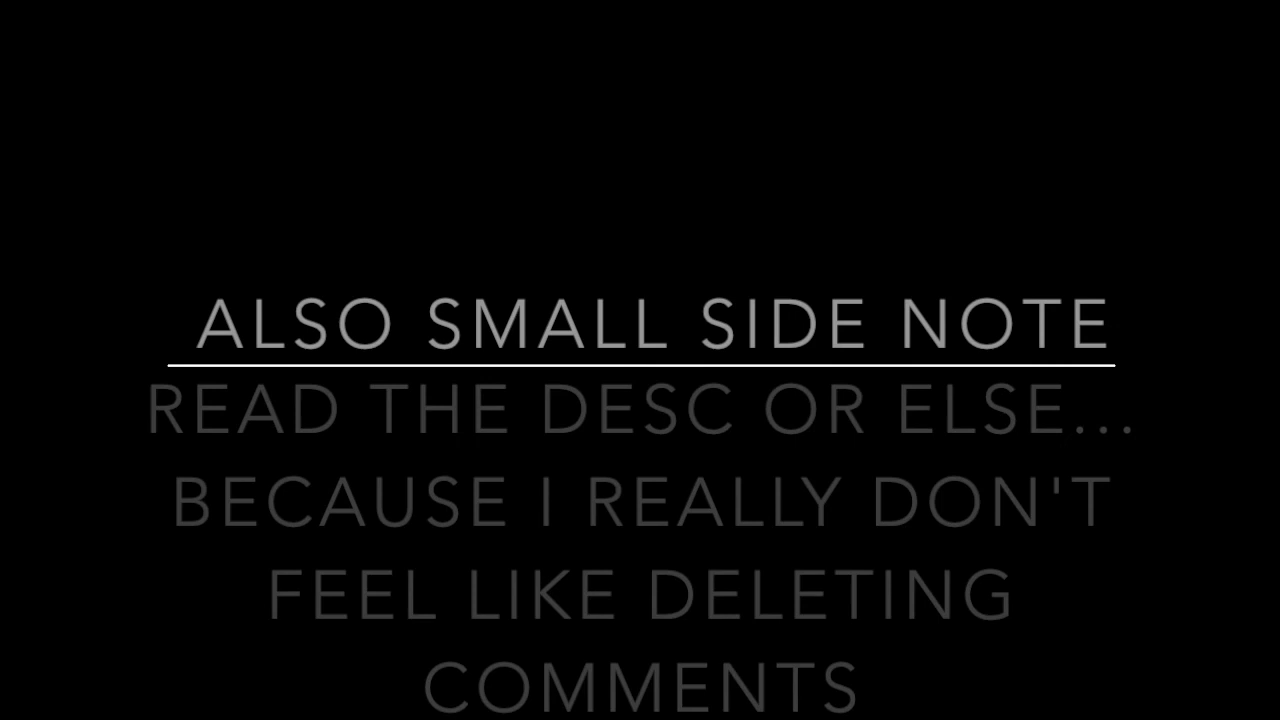 ALSO SMALL SIDE NOTE
READ THE DESC OR ELSE...
BECAUSE I REALLY DON'T
FEEL LIKE DELETING
COMMENTS